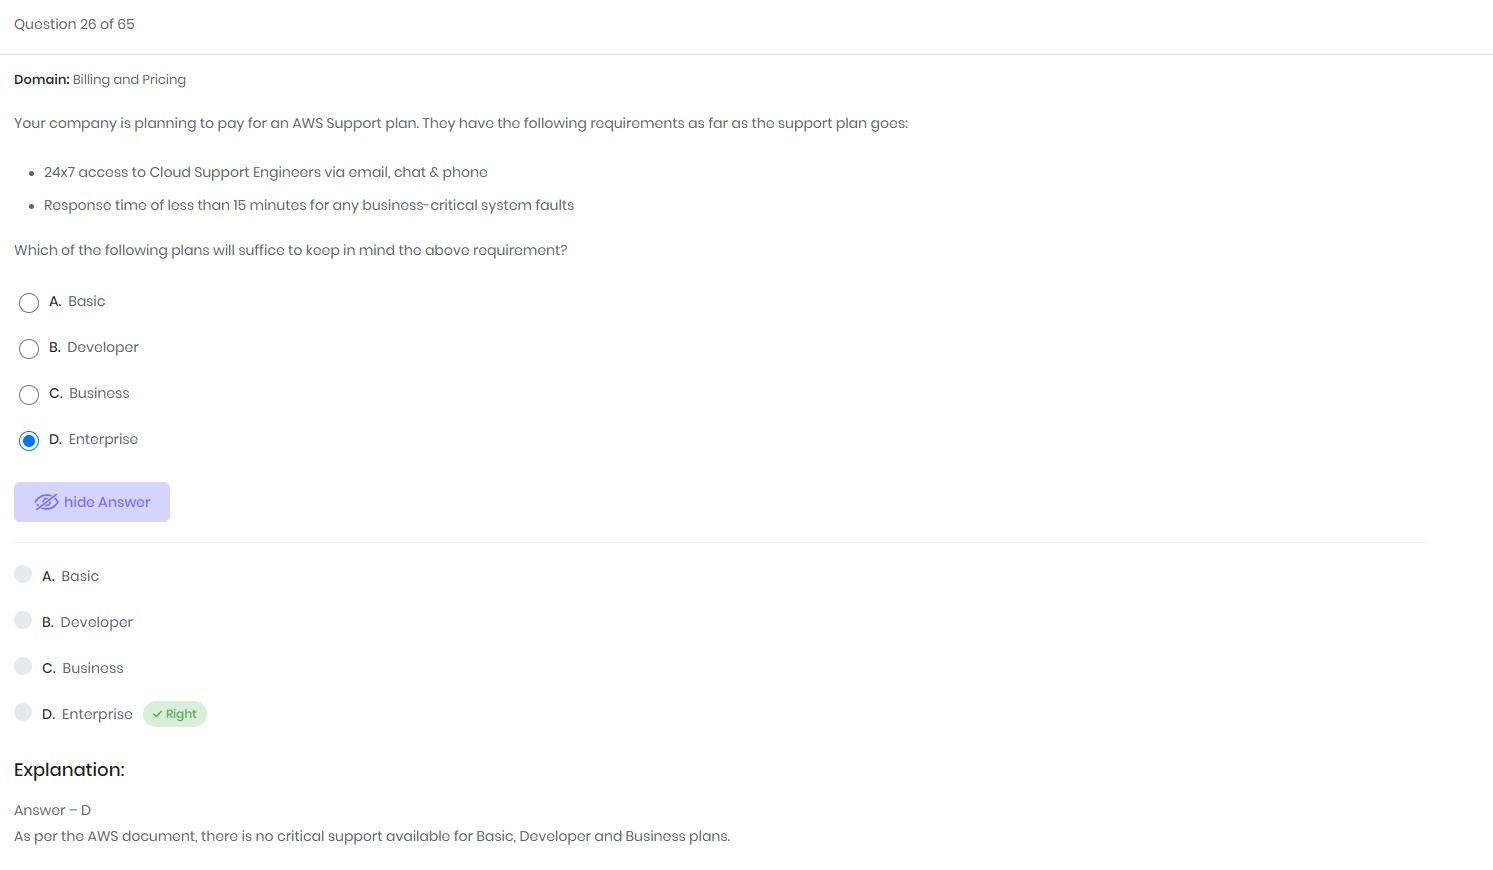 Question 26 of 65
Domain: Billing and Pricing
Your company is planning to pay for an AWS Support plan. They have the following requirements as far as the support plan goes:
• 24x7 access to Cloud Support Engineers via email, chat & phone
• Response time of less than 15 minutes for any business-critical system faults
Which of the following plans will suffice to keep in mind the above requirement?
A. Basic
B. Developer
C. Business
D. Enterprise
hide Answer
A. Basic
B. Developer
C. Business
D. Enterprise ✓ Right
Explanation:
Answer – D
As per the AWS document, there is no critical support available for Basic, Developer and Business plans.